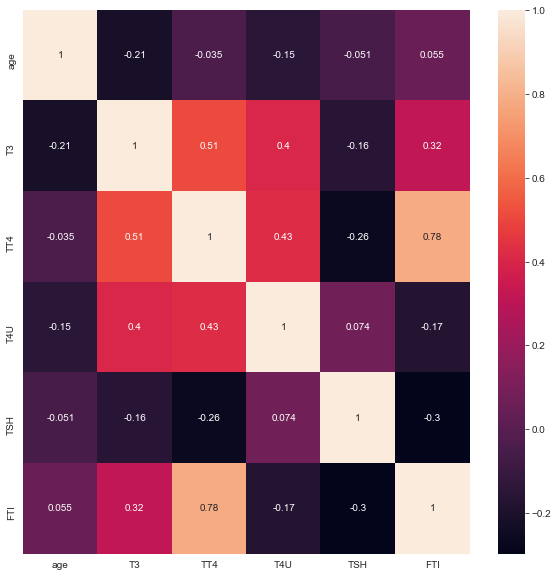 age 1 -0.21 -0.035 -0.15 -0.051 0.055
T3 -0.21 1 0.51 0.4 -0.16 0.32
TT4 -0.035 0.51 1 0.43 -0.26 0.78
T4U -0.15 0.4 0.43 1 0.074 -0.17
TSH -0.051 -0.16 -0.26 0.074 1 -0.3
FTI 0.055 0.32 0.78 -0.17 -0.3 1
age T3 TT4 T4U TSH FTI
1.0
0.8
0.6
0.4
0.2
0.0
−0.2